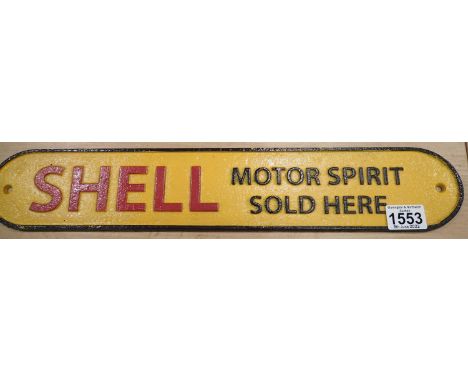 SHELL
MOTOR SPIRIT
SOLD HERE
1553